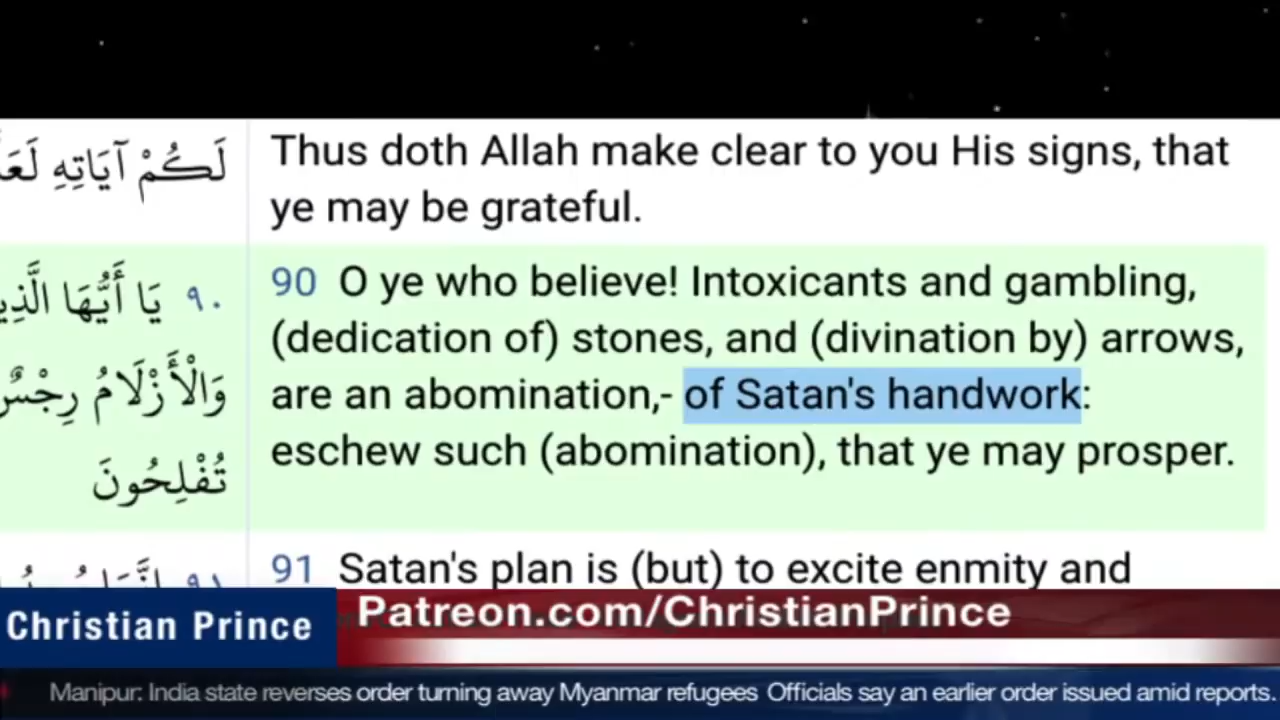 لَكُمْ آيَاتِهِ
Thus doth Allah make clear to you His signs, that
ye may be grateful.
٩٠. يَا أَيُّهَا
وَالْأَزْلَامُ رِجْسٌ
تُفْلِحُونَ
90 O ye who believe! Intoxicants and gambling,
(dedication of) stones, and (divination by) arrows,
are an abomination,- of Satan's handwork:
eschew such (abomination), that ye may prosper.
91 Satan's plan is (but) to excite enmity and
Christian Prince
Patreon.com/ChristianPrince
Manipur: India state reverses order turning away Myanmar refugees Officials say an earlier order issued amid reports.